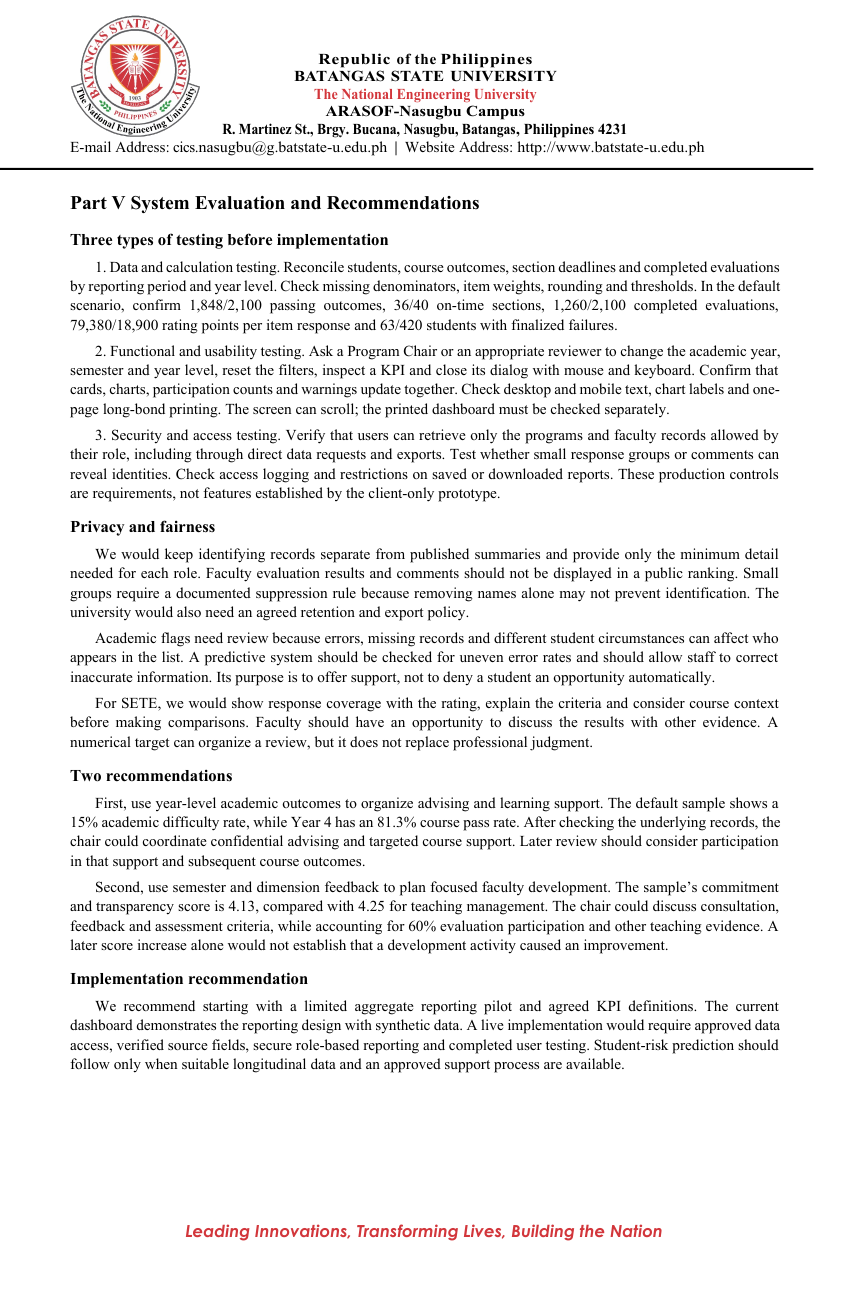 BATANGAS STATE UNIVERSITY
1903
PHILIPPINES
The National Engineering University
Republic of the Philippines
BATANGAS STATE UNIVERSITY
The National Engineering University
ARASOF-Nasugbu Campus
R. Martinez St., Brgy. Bucana, Nasugbu, Batangas, Philippines 4231
E-mail Address: cics.nasugbu@g.batstate-u.edu.ph | Website Address: http://www.batstate-u.edu.ph
Part V System Evaluation and Recommendations
Three types of testing before implementation
1. Data and calculation testing. Reconcile students, course outcomes, section deadlines and completed evaluations
by reporting period and year level. Check missing denominators, item weights, rounding and thresholds. In the default
scenario, confirm 1,848/2,100 passing outcomes, 36/40 on-time sections, 1,260/2,100 completed evaluations,
79,380/18,900 rating points per item response and 63/420 students with finalized failures.
2. Functional and usability testing. Ask a Program Chair or an appropriate reviewer to change the academic year,
semester and year level, reset the filters, inspect a KPI and close its dialog with mouse and keyboard. Confirm that
cards, charts, participation counts and warnings update together. Check desktop and mobile text, chart labels and one-
page long-bond printing. The screen can scroll; the printed dashboard must be checked separately.
3. Security and access testing. Verify that users can retrieve only the programs and faculty records allowed by
their role, including through direct data requests and exports. Test whether small response groups or comments can
reveal identities. Check access logging and restrictions on saved or downloaded reports. These production controls
are requirements, not features established by the client-only prototype.
Privacy and fairness
We would keep identifying records separate from published summaries and provide only the minimum detail
needed for each role. Faculty evaluation results and comments should not be displayed in a public ranking. Small
groups require a documented suppression rule because removing names alone may not prevent identification. The
university would also need an agreed retention and export policy.
Academic flags need review because errors, missing records and different student circumstances can affect who
appears in the list. A predictive system should be checked for uneven error rates and should allow staff to correct
inaccurate information. Its purpose is to offer support, not to deny a student an opportunity automatically.
For SETE, we would show response coverage with the rating, explain the criteria and consider course context
before making comparisons. Faculty should have an opportunity to discuss the results with other evidence. A
numerical target can organize a review, but it does not replace professional judgment.
Two recommendations
First, use year-level academic outcomes to organize advising and learning support. The default sample shows a
15% academic difficulty rate, while Year 4 has an 81.3% course pass rate. After checking the underlying records, the
chair could coordinate confidential advising and targeted course support. Later review should consider participation
in that support and subsequent course outcomes.
Second, use semester and dimension feedback to plan focused faculty development. The sample’s commitment
and transparency score is 4.13, compared with 4.25 for teaching management. The chair could discuss consultation,
feedback and assessment criteria, while accounting for 60% evaluation participation and other teaching evidence. A
later score increase alone would not establish that a development activity caused an improvement.
Implementation recommendation
We recommend starting with a limited aggregate reporting pilot and agreed KPI definitions. The current
dashboard demonstrates the reporting design with synthetic data. A live implementation would require approved data
access, verified source fields, secure role-based reporting and completed user testing. Student-risk prediction should
follow only when suitable longitudinal data and an approved support process are available.
Leading Innovations, Transforming Lives, Building the Nation